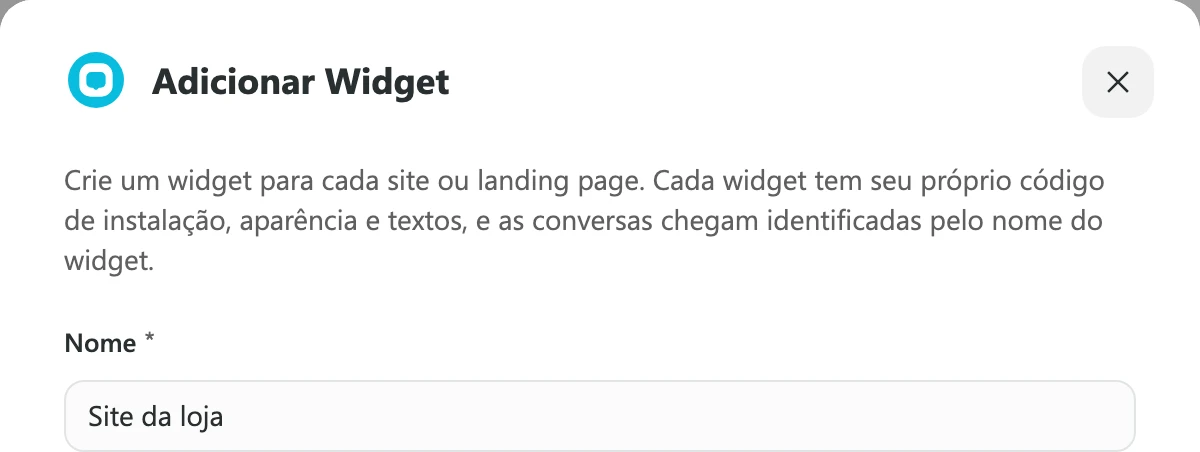 Adicionar Widget
Crie um widget para cada site ou landing page. Cada widget tem seu próprio código
de instalação, aparência e textos, e as conversas chegam identificadas pelo nome do
widget.
Nome *
Site da loja